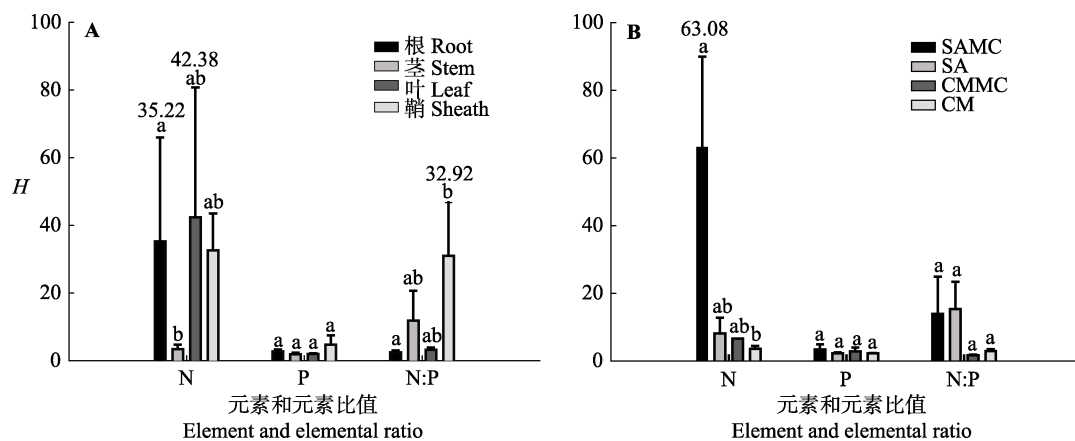 A
100
80
60
40
20
0
H
根 Root
茎 Stem
叶 Leaf
鞘 Sheath
35.22
a
b
42.38
ab
ab
a
a
a
a
a
ab
ab
32.92
b
N
P
N:P
元素和元素比值
Element and elemental ratio
B
100
80
60
40
20
0
SAMC
SA
CMMC
CM
63.08
a
ab
ab
b
a
a
a
a
a
a
a
a
N
P
N:P
元素和元素比值
Element and elemental ratio